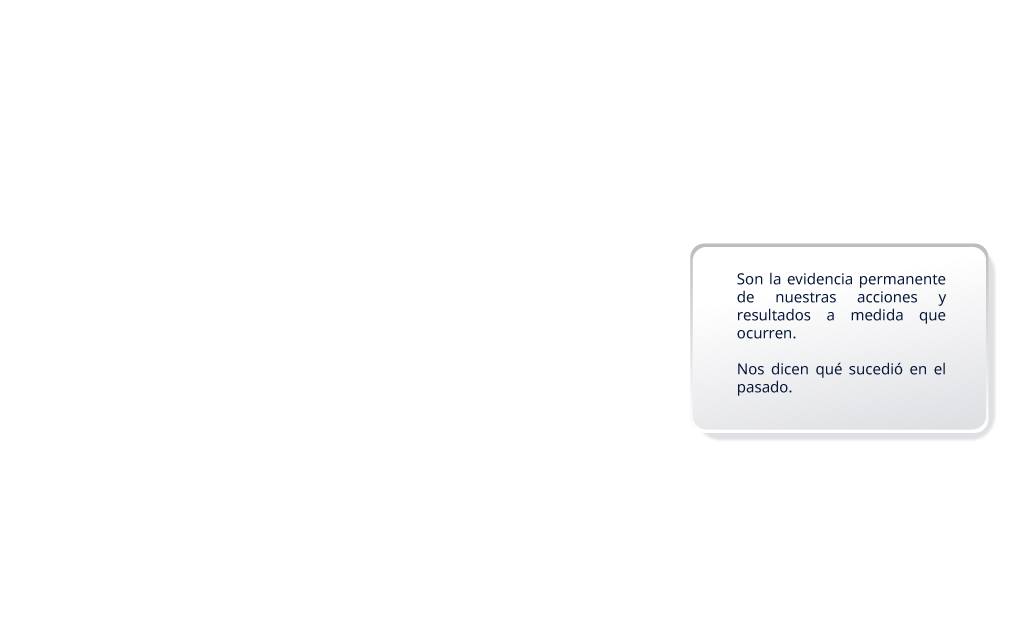 Son la evidencia permanente
de nuestras acciones y
resultados a medida que
ocurren.
Nos dicen qué sucedió en el
pasado.